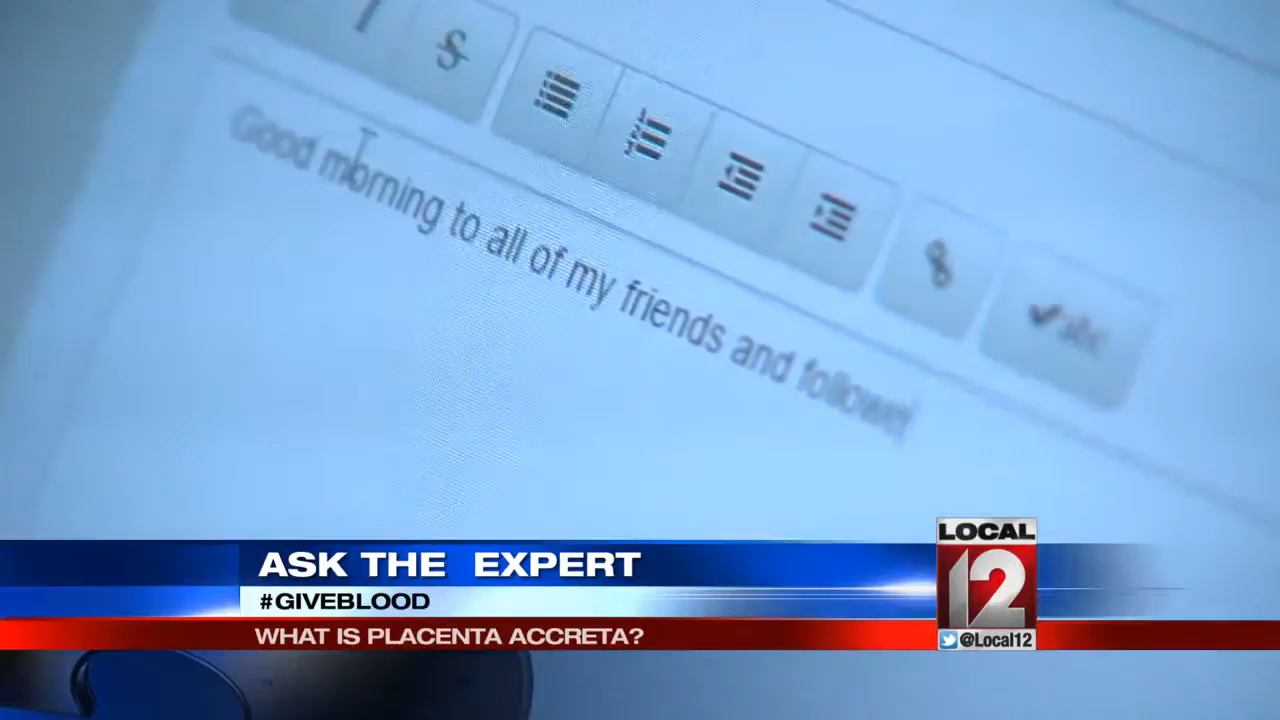 Good morning to all of my friends and follower
ASK THE EXPERT
#GIVEBLOOD
WHAT IS PLACENTA ACCRETA?
LOCAL
12
@Local12